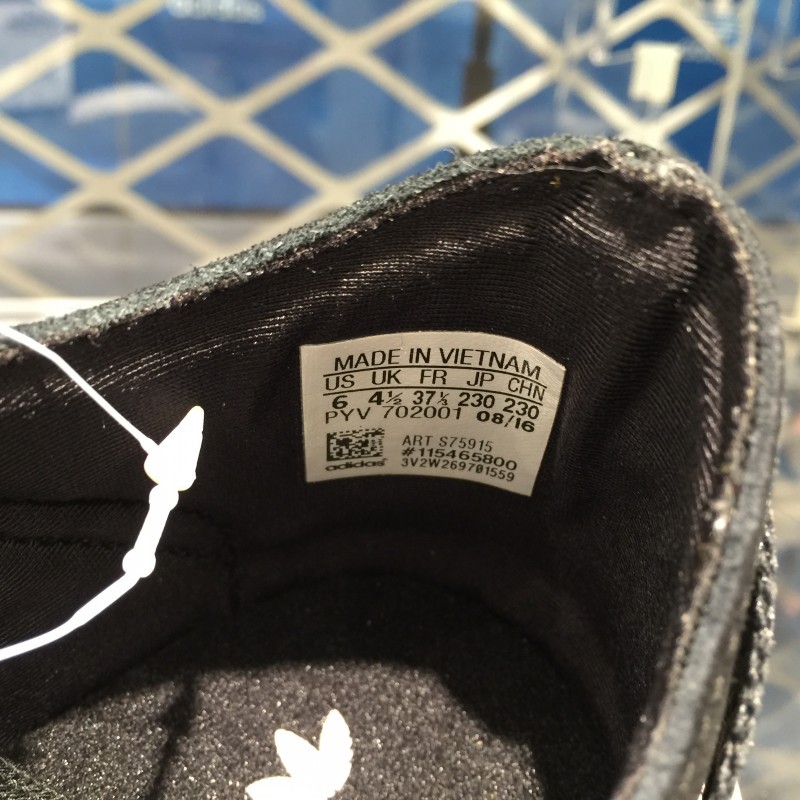 MADE IN VIETNAM
US UK FR JP CHN
6 4½ 37⅓ 230 230
PYV 702001 08/16
ART S75915
#115465800
adidas 3V2W269701559